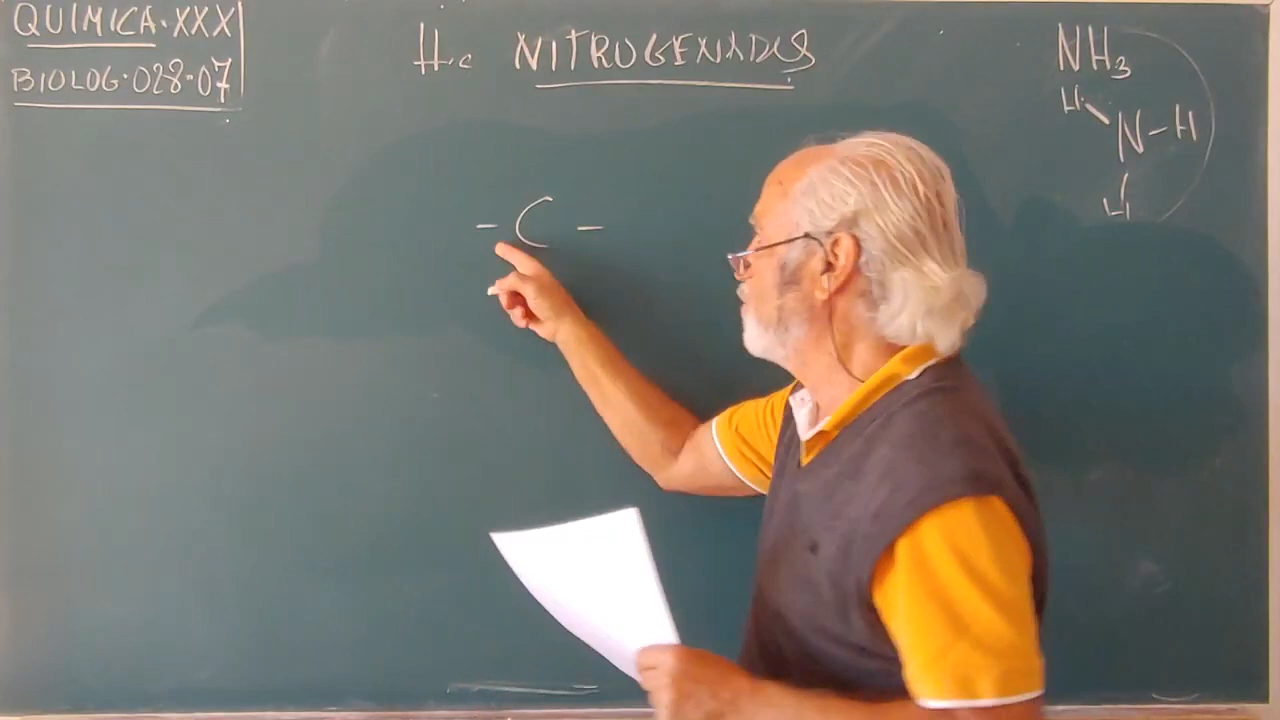 QUIMICA·XXX
BIOLOG·028-07
H.c NITROGENADOS
NH3
H-N-H
H
-C-